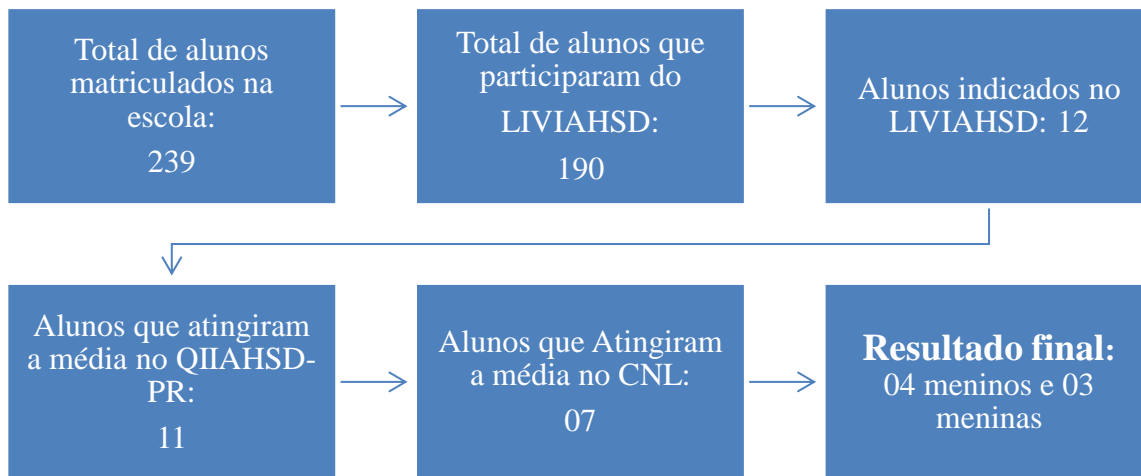 Total de alunos
matriculados na
escola:
239
Total de alunos que
participaram do
LIVIAHSD:
190
Alunos indicados no
LIVIAHSD: 12
Alunos que atingiram
a média no QIIAHSD-
PR:
11
Alunos que Atingiram
a média no CNL:
07
Resultado final:
04 meninos e 03
meninas